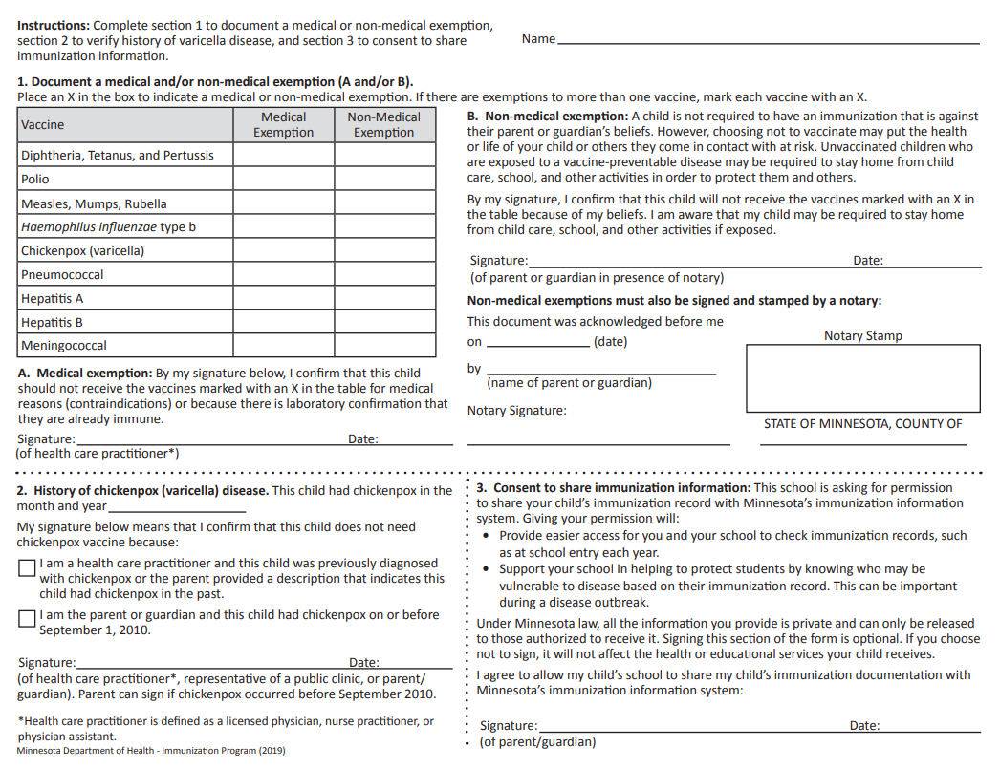 Instructions: Complete section 1 to document a medical or non-medical exemption,
section 2 to verify history of varicella disease, and section 3 to consent to share
immunization information.
Name
1. Document a medical and/or non-medical exemption (A and/or B).
Place an X in the box to indicate a medical or non-medical exemption. If there are exemptions to more than one vaccine, mark each vaccine with an X.
Vaccine
Medical
Exemption
Non-Medical
Exemption
Diphtheria, Tetanus, and Pertussis
Polio
Measles, Mumps, Rubella
Haemophilus influenzae type b
Chickenpox (varicella)
Pneumococcal
Hepatitis A
Hepatitis B
Meningococcal
A. Medical exemption: By my signature below, I confirm that this child
should not receive the vaccines marked with an X in the table for medical
reasons (contraindications) or because there is laboratory confirmation that
they are already immune.
Signature: Date:
(of health care practitioner*)
B. Non-medical exemption: A child is not required to have an immunization that is against
their parent or guardian's beliefs. However, choosing not to vaccinate may put the health
or life of your child or others they come in contact with at risk. Unvaccinated children who
are exposed to a vaccine-preventable disease may be required to stay home from child
care, school, and other activities in order to protect them and others.
By my signature, I confirm that this child will not receive the vaccines marked with an X in
the table because of my beliefs. I am aware that my child may be required to stay home
from child care, school, and other activities if exposed.
Signature: Date:
(of parent or guardian in presence of notary)
Non-medical exemptions must also be signed and stamped by a notary:
This document was acknowledged before me
on (date)
by
(name of parent or guardian)
Notary Signature:
Notary Stamp
STATE OF MINNESOTA, COUNTY OF
2. History of chickenpox (varicella) disease. This child had chickenpox in the
month and year
My signature below means that I confirm that this child does not need
chickenpox vaccine because:
I am a health care practitioner and this child was previously diagnosed
with chickenpox or the parent provided a description that indicates this
child had chickenpox in the past.
I am the parent or guardian and this child had chickenpox on or before
September 1, 2010.
Signature: Date:
(of health care practitioner*, representative of a public clinic, or parent/
guardian). Parent can sign if chickenpox occurred before September 2010.
*Health care practitioner is defined as a licensed physician, nurse practitioner, or
physician assistant.
Minnesota Department of Health - Immunization Program (2019)
3. Consent to share immunization information: This school is asking for permission
to share your child's immunization record with Minnesota's immunization information
system. Giving your permission will:
• Provide easier access for you and your school to check immunization records, such
as at school entry each year.
• Support your school in helping to protect students by knowing who may be
vulnerable to disease based on their immunization record. This can be important
during a disease outbreak.
Under Minnesota law, all the information you provide is private and can only be released
to those authorized to receive it. Signing this section of the form is optional. If you choose
not to sign, it will not affect the health or educational services your child receives.
I agree to allow my child's school to share my child's immunization documentation with
Minnesota's immunization information system:
Signature: Date:
(of parent/guardian)